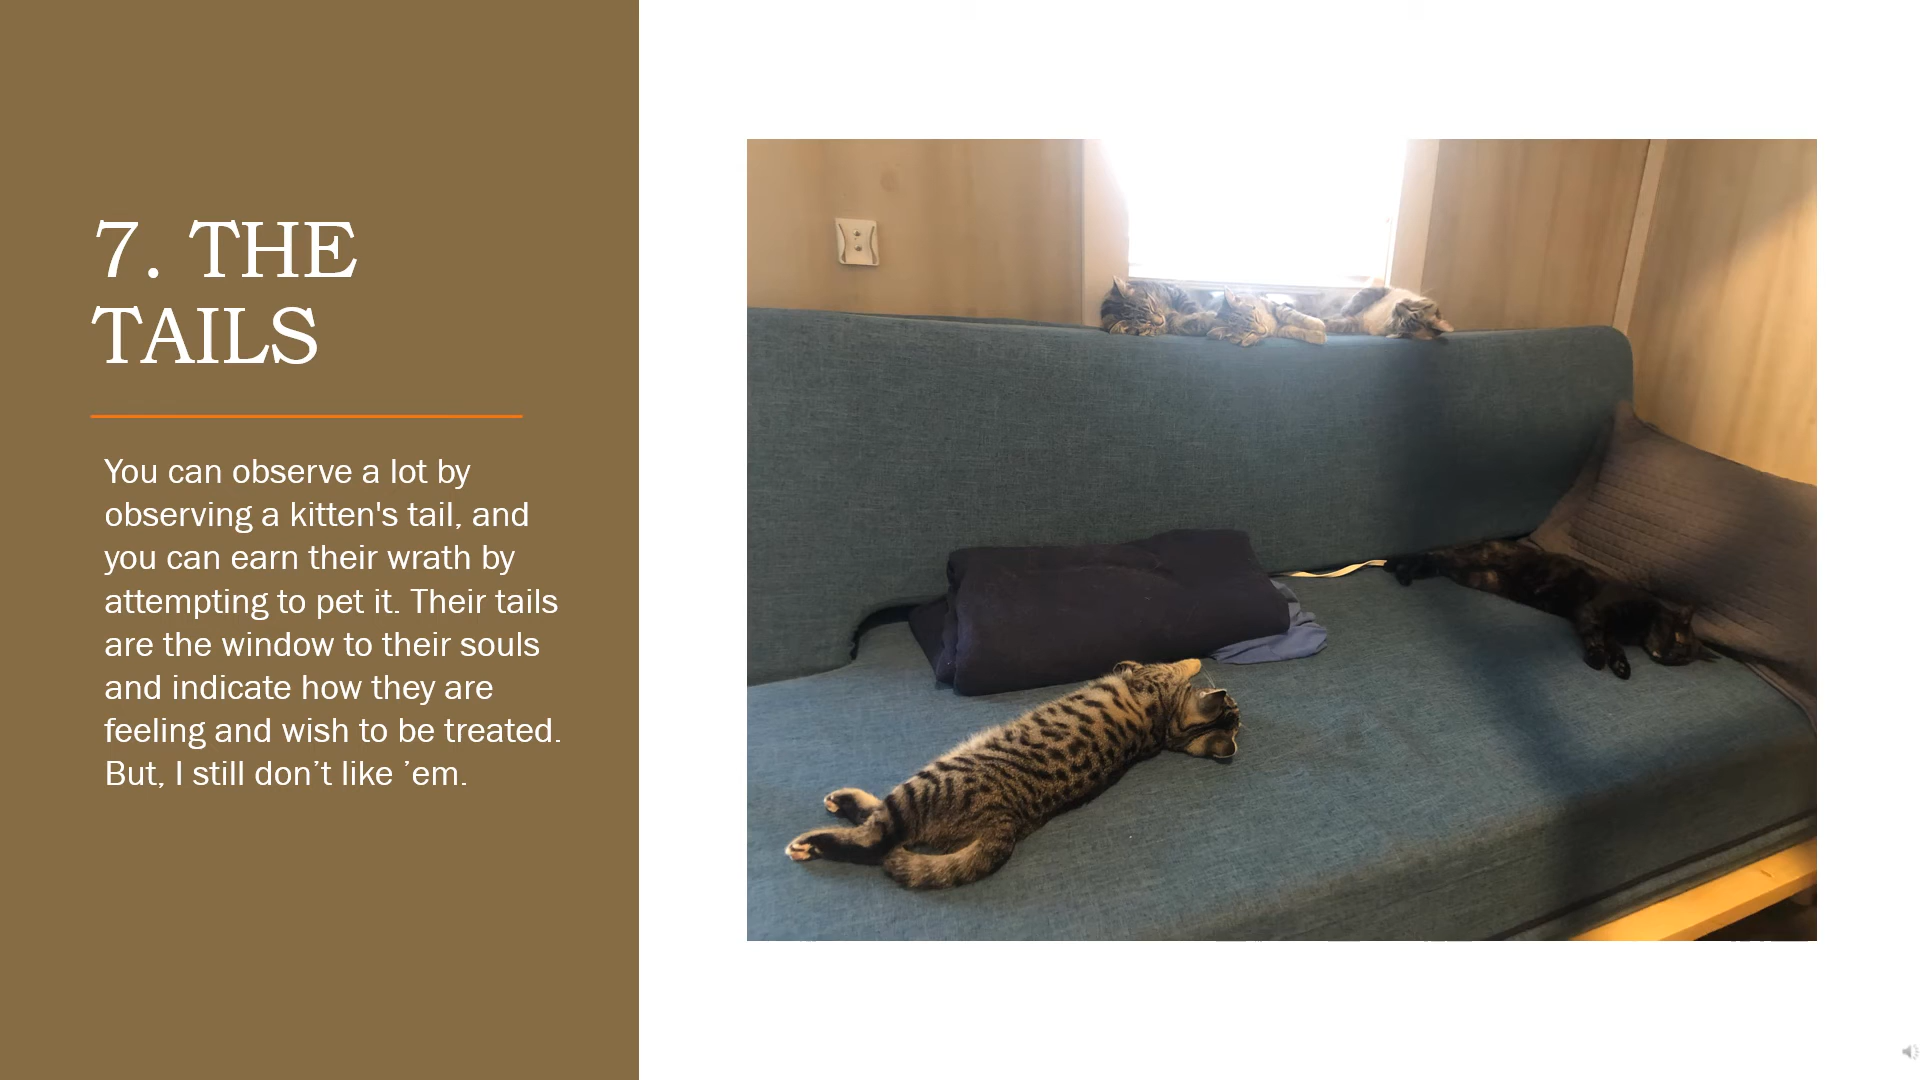 7. THE
TAILS
You can observe a lot by
observing a kitten's tail, and
you can earn their wrath by
attempting to pet it. Their tails
are the window to their souls
and indicate how they are
feeling and wish to be treated.
But, I still don’t like ’em.